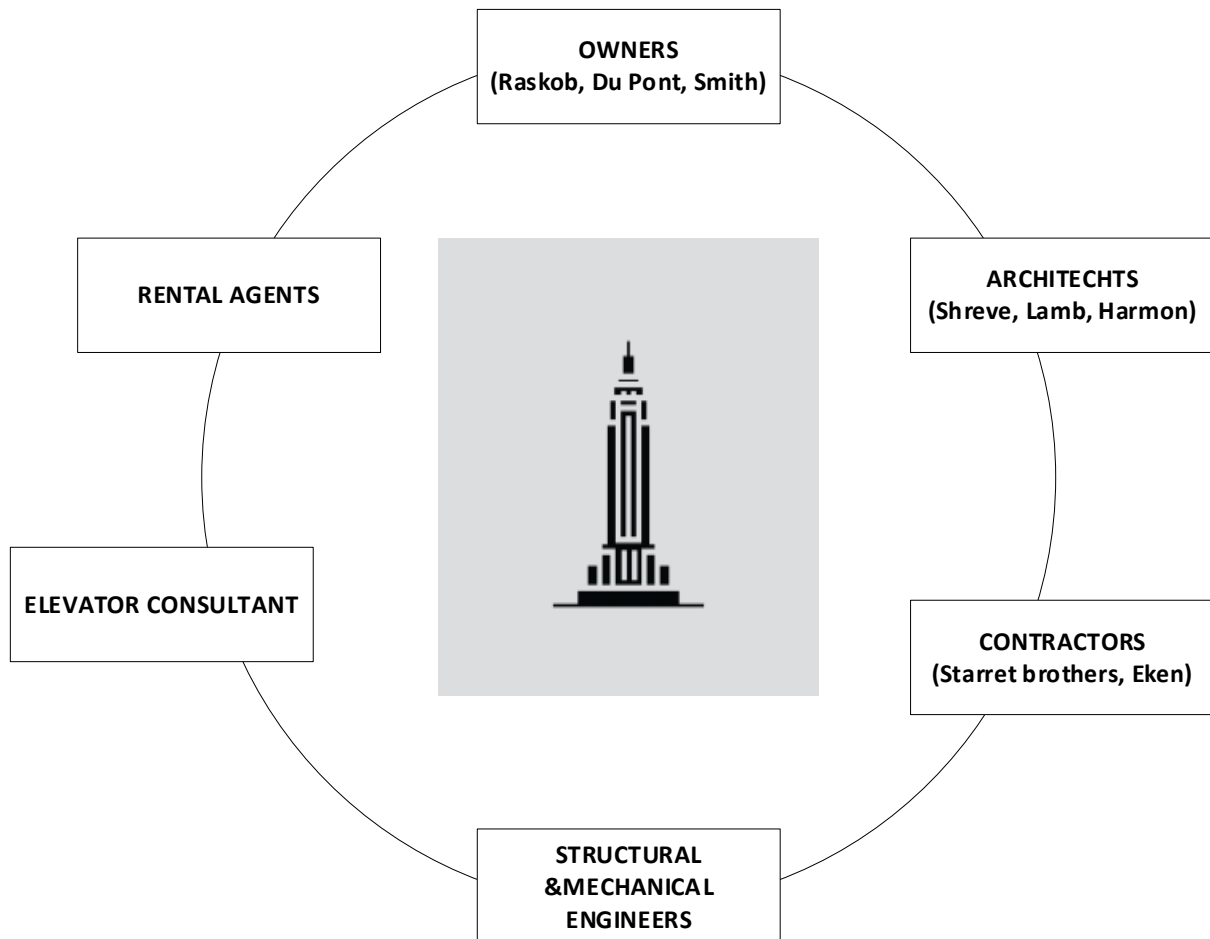 OWNERS
(Raskob, Du Pont, Smith)
RENTAL AGENTS
ARCHITECHTS
(Shreve, Lamb, Harmon)
ELEVATOR CONSULTANT
CONTRACTORS
(Starret brothers, Eken)
STRUCTURAL
&MECHANICAL
ENGINEERS